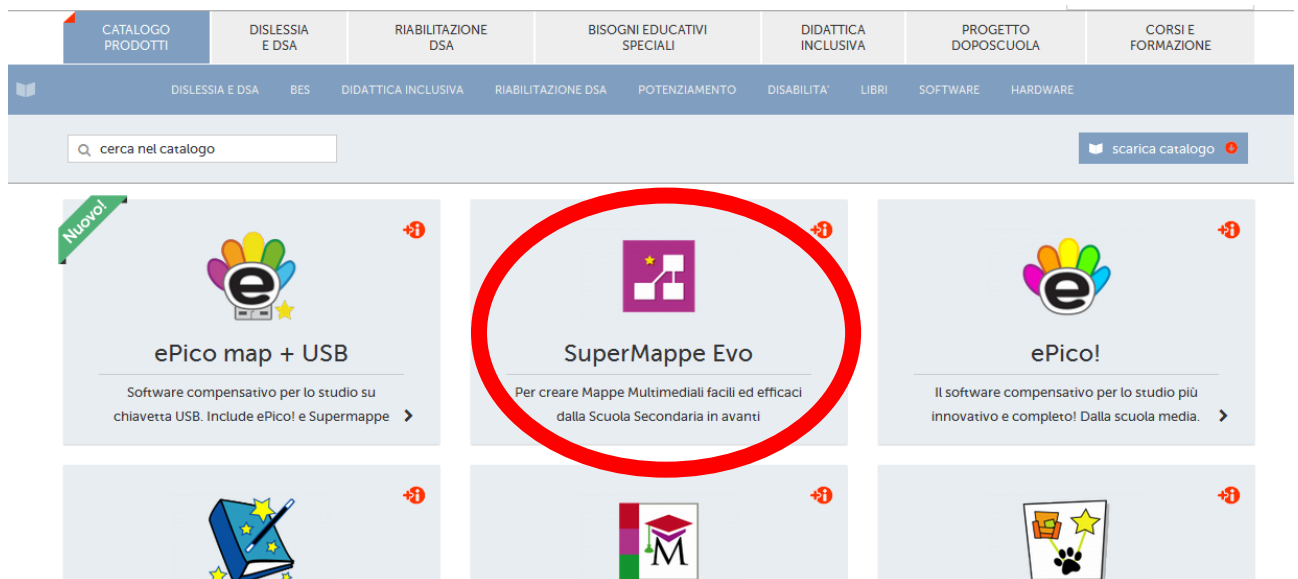 CATALOGO
PRODOTTI
DISLESSIA
E DSA
RIABILITAZIONE
DSA
BISOGNI EDUCATIVI
SPECIALI
DIDATTICA
INCLUSIVA
PROGETTO
DOPOSCUOLA
CORSI E
FORMAZIONE
DISLESSIA E DSA BES DIDATTICA INCLUSIVA RIABILITAZIONE DSA POTENZIAMENTO DISABILITA' LIBRI SOFTWARE HARDWARE
cerca nel catalogo
scarica catalogo
Nuovo!
+i
e
ePico map + USB
Software compensativo per lo studio su
chiavetta USB. Include ePico! e Supermappe
+i
SuperMappe Evo
Per creare Mappe Multimediali facili ed efficaci
dalla Scuola Secondaria in avanti
+i
e
ePico!
Il software compensativo per lo studio più
innovativo e completo! Dalla scuola media.
+i
+i
M
+i